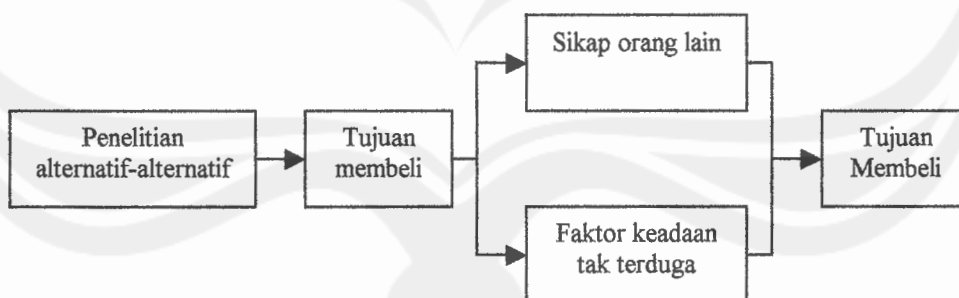 Penelitian
alternatif-alternatif
Tujuan
membeli
Sikap orang lain
Faktor keadaan
tak terduga
Tujuan
Membeli